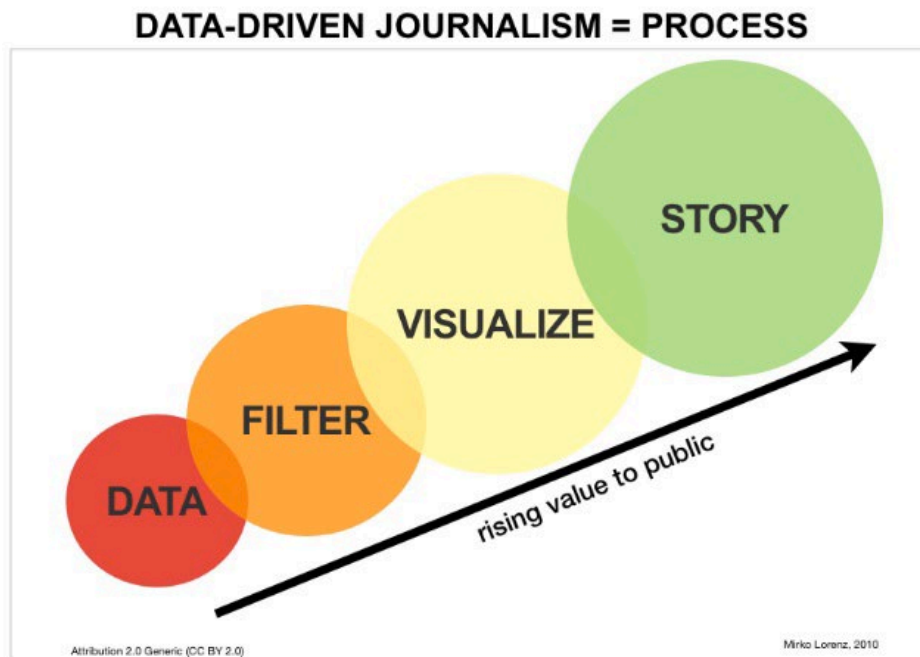 DATA-DRIVEN JOURNALISM = PROCESS
STORY
VISUALIZE
FILTER
DATA
rising value to public
Attribution 2.0 Generic (CC BY 2.0)
Mirko Lorenz, 2010